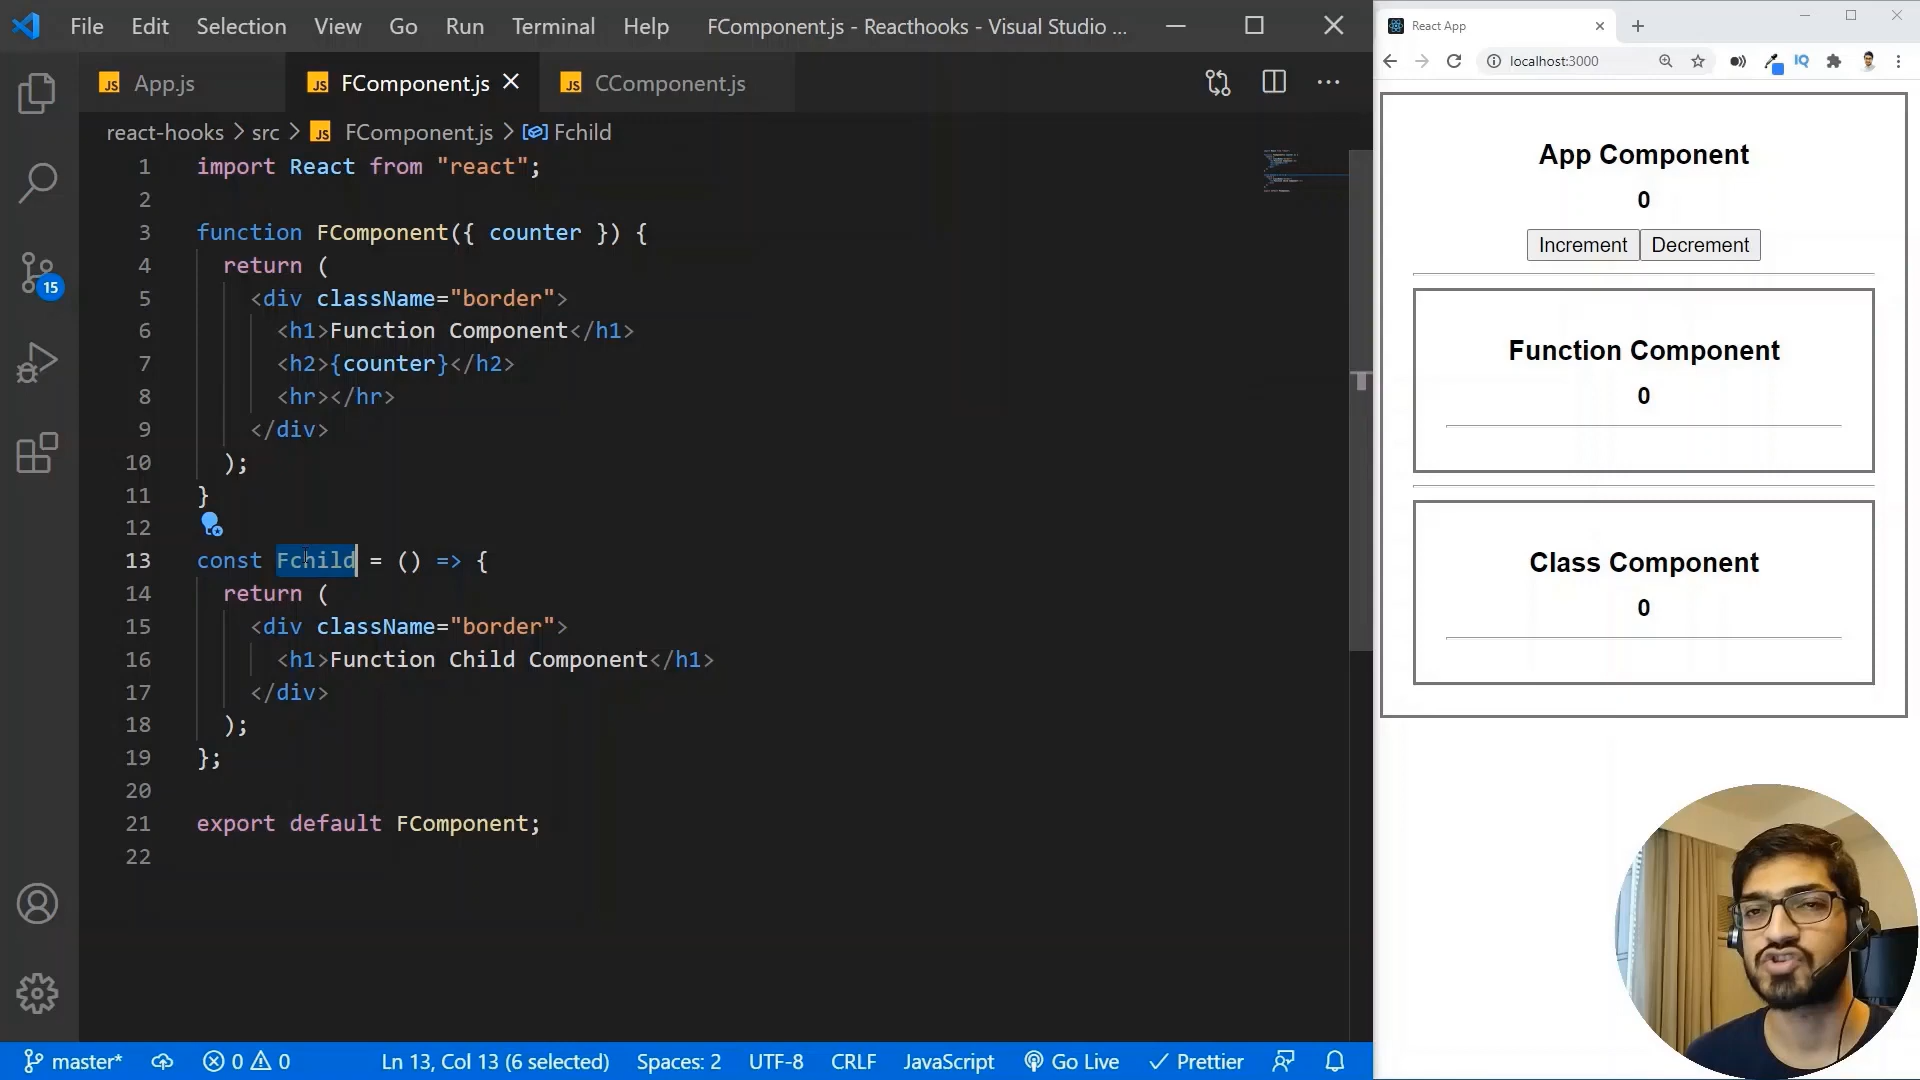 File Edit Selection View Go Run Terminal Help FComponent.js - Reacthooks - Visual Studio ...
JS App.js JS FComponent.js JS CComponent.js
react-hooks > src > JS FComponent.js > Fchild
1 import React from "react";
2
3 function FComponent({ counter }) {
4 return (
5 <div className="border">
6 <h1>Function Component</h1>
7 <h2>{counter}</h2>
8 <hr></hr>
9 </div>
10 );
11 }
12
13 const Fchild = () => {
14 return (
15 <div className="border">
16 <h1>Function Child Component</h1>
17 </div>
18 );
19 };
20
21 export default FComponent;
22
15
master* 0 0 Ln 13, Col 13 (6 selected) Spaces: 2 UTF-8 CRLF JavaScript Go Live Prettier
React App
localhost:3000 IQ
App Component
0
Increment Decrement
Function Component
0
Class Component
0